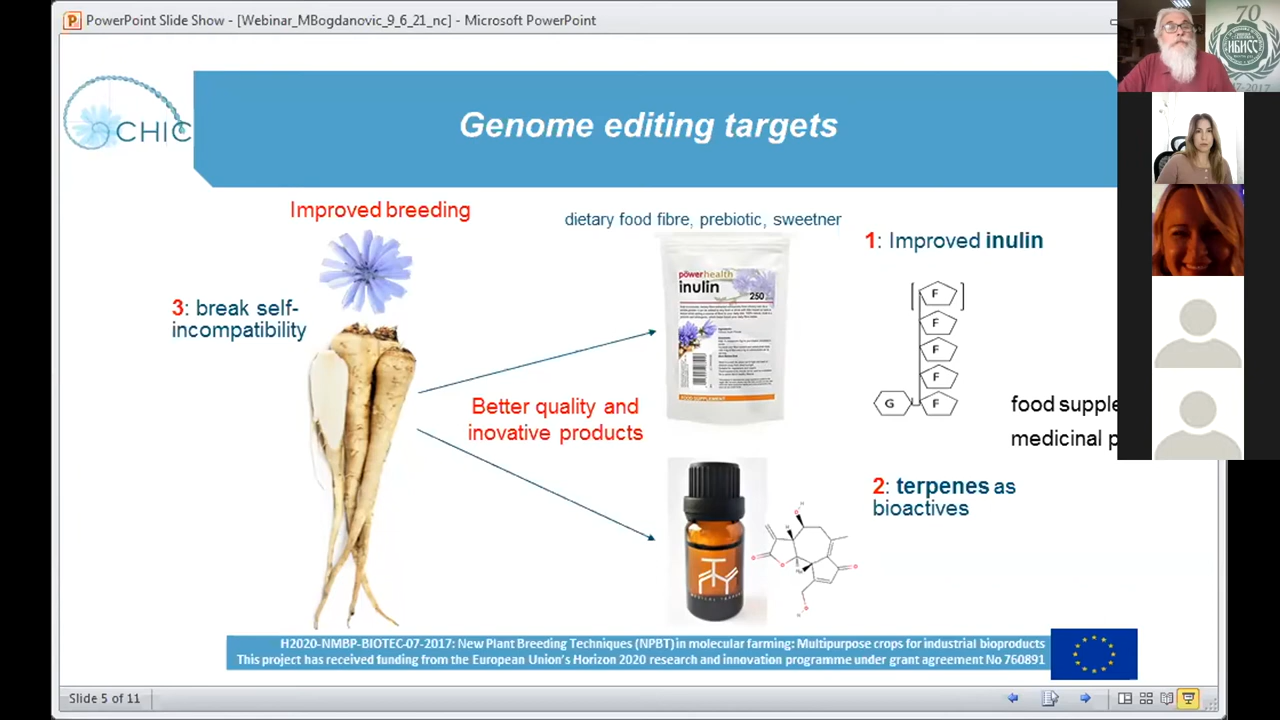 PowerPoint Slide Show - [Webinar_MBogdanovic_9_6_21_nc] - Microsoft PowerPoint
70
ИБИСС
CHIC
Genome editing targets
Improved breeding
dietary food fibre, prebiotic, sweetner
1: Improved inulin
powerhealth
inulin
250
3: break self-
incompatibility
F
F
F
F
G
F
Better quality and
inovative products
food supple
medicinal p
2: terpenes as
bioactives
H2020-NMBP-BIOTEC-07-2017: New Plant Breeding Techniques (NPBT) in molecular farming: Multipurpose crops for industrial bioproducts
This project has received funding from the European Union's Horizon 2020 research and innovation programme under grant agreement No 760891
Slide 5 of 11